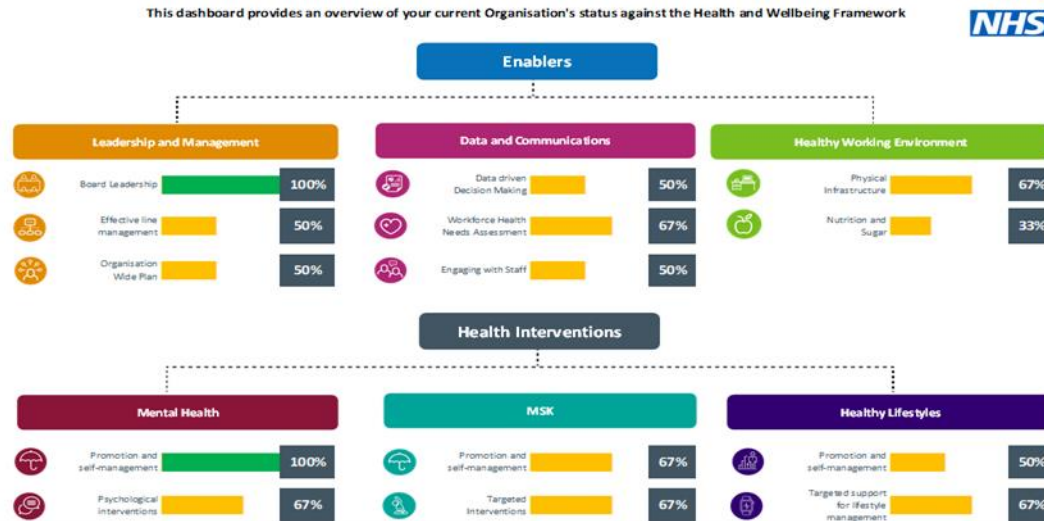 This dashboard provides an overview of your current Organisation's status against the Health and Wellbeing Framework
NHS
Enablers
Leadership and Management
Board Leadership
100%
Effective line
management
50%
Organisation
Wide Plan
50%
Data and Communications
Data driven
Decision Making
50%
Workforce Health
Needs Assessment
67%
Engaging with Staff
50%
Healthy Working Environment
Physical
Infrastructure
67%
Nutrition and
Sugar
33%
Health Interventions
Mental Health
Promotion and
self-management
100%
Psychological
interventions
67%
MSK
Promotion and
self-management
67%
Targeted
Interventions
67%
Healthy Lifestyles
Promotion and
self-management
50%
Targeted support
for lifestyle
management
67%